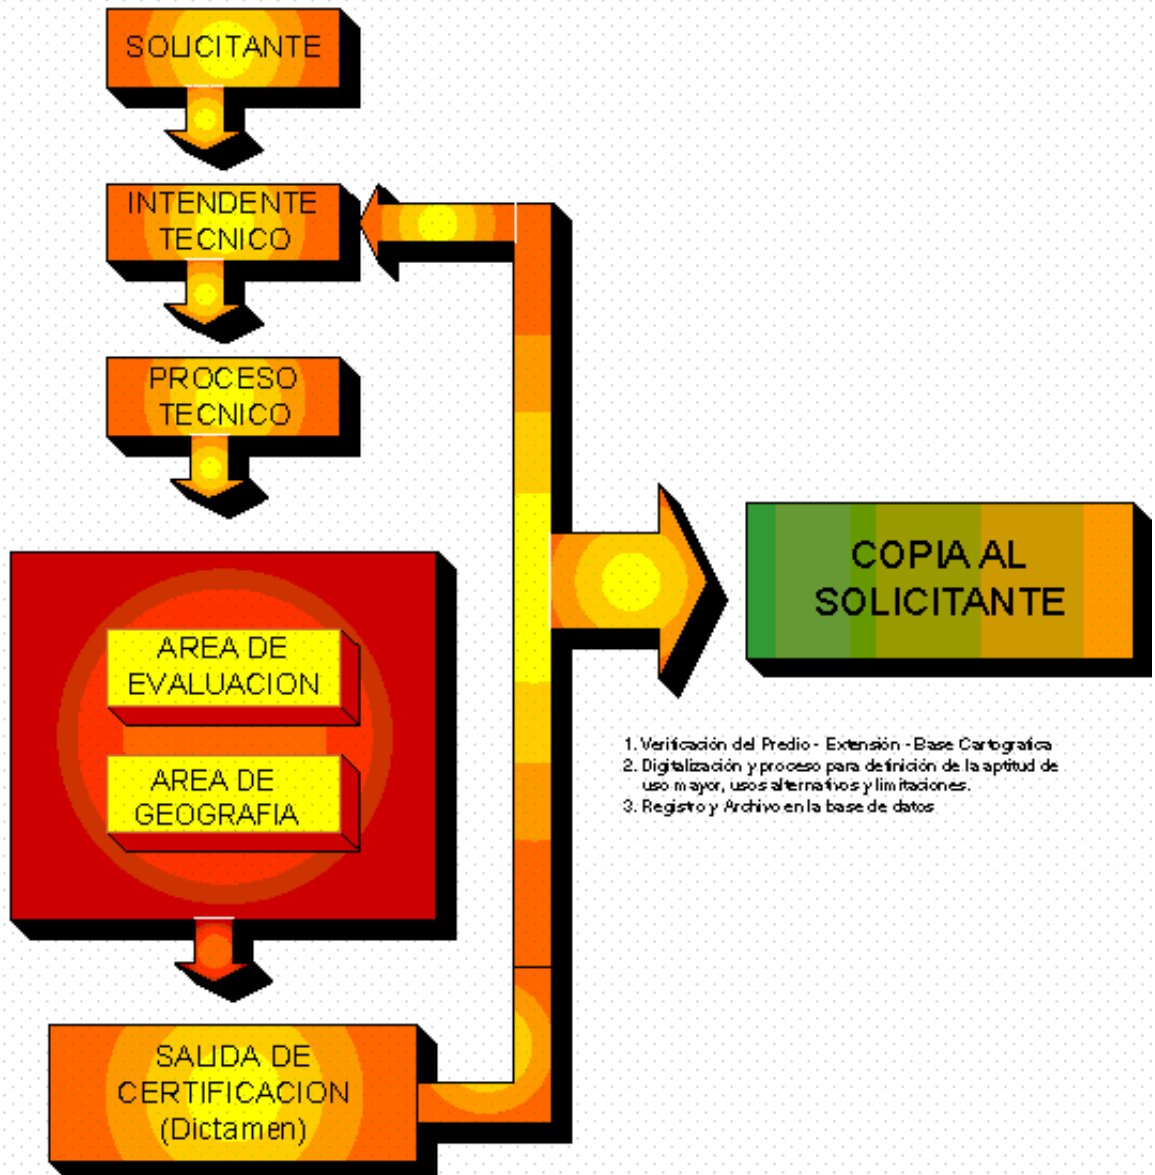 SOLICITANTE
INTENDENTE
TECNICO
PROCESO
TECNICO
AREA DE
EVALUACION
AREA DE
GEOGRAFIA
SALIDA DE
CERTIFICACION
(Dictamen)
COPIA AL
SOLICITANTE
1. Verificación del Predio - Extensión - Base Cartografica
2. Digitalización y proceso para definición de la aptitud de
uso mayor, usos alternativos y limitaciones.
3. Registro y Archivo en la base de datos